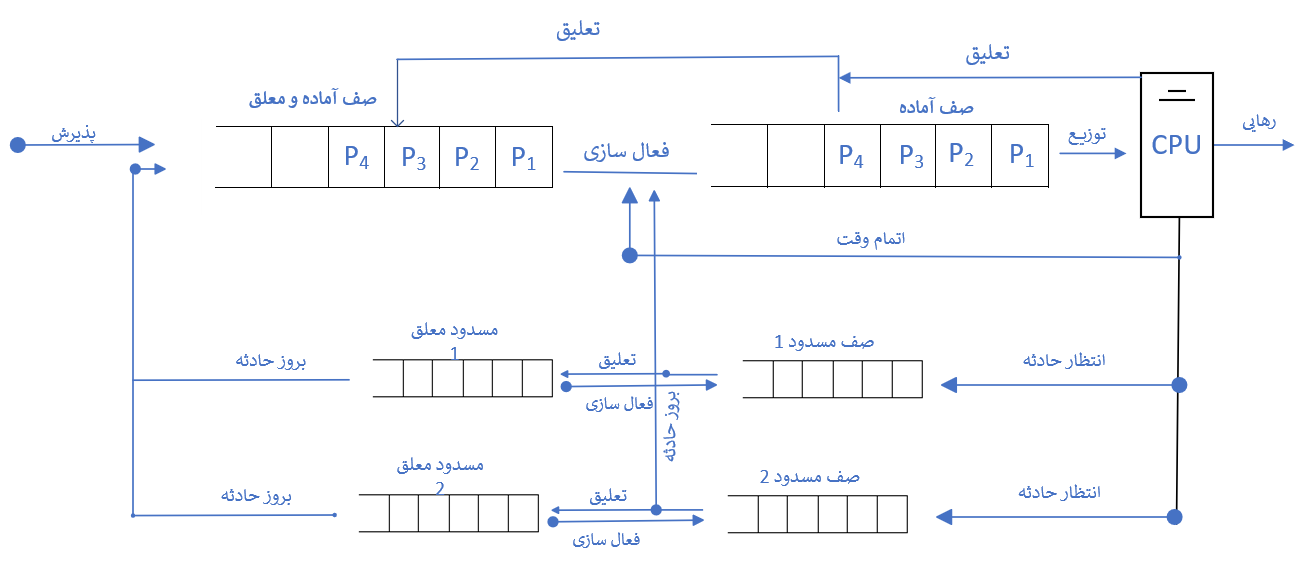 تعلیق
تعلیق
صف آماده و معلق
صف آماده
پذیرش
P4 P3 P2 P1
فعال سازی
P4 P3 P2 P1
توزیع
CPU
رهایی
اتمام وقت
مسدود معلق
1
صف مسدود 1
بروز حادثه
تعلیق
فعال سازی
انتظار حادثه
بروز حادثه
مسدود معلق
2
صف مسدود 2
بروز حادثه
تعلیق
فعال سازی
انتظار حادثه